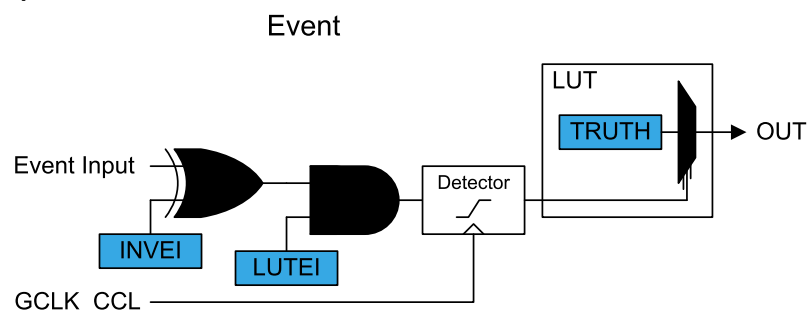 Event
LUT
TRUTH
OUT
Event Input
Detector
INVEI
LUTEI
GCLK CCL